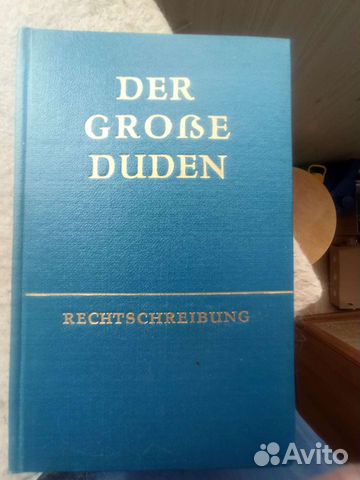 DER
GROẞE
DUDEN
RECHTSCHREIBUNG
Avito